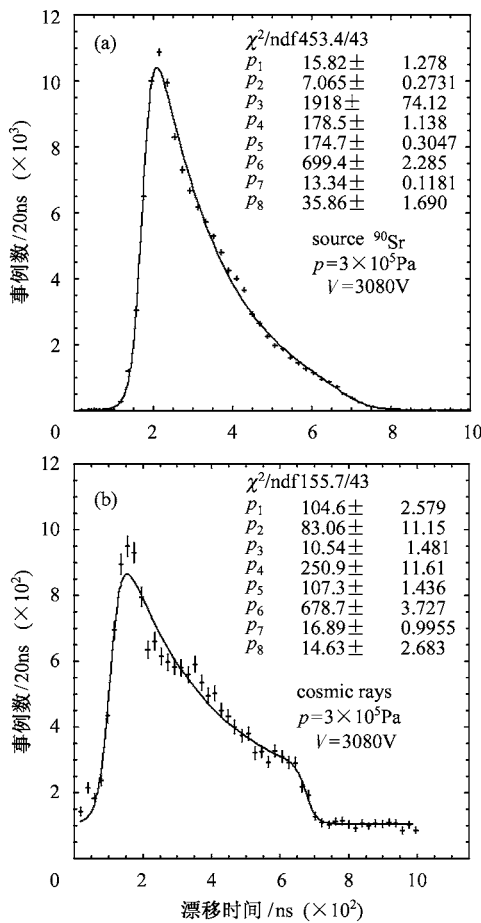 (a)
χ²/ndf 453.4/43
p₁ 15.82± 1.278
p₂ 7.065± 0.2731
p₃ 1918± 74.12
p₄ 178.5± 1.138
p₅ 174.7± 0.3047
p₆ 699.4± 2.285
p₇ 13.34± 0.1181
p₈ 35.86± 1.690
source ⁹⁰Sr
p=3×10⁵Pa
V=3080V
事例数/20ns (×10³)
10
8
6
4
2
0
2
4
6
8
10
(b)
χ²/ndf 155.7/43
p₁ 104.6± 2.579
p₂ 83.06± 11.15
p₃ 10.54± 1.481
p₄ 250.9± 11.61
p₅ 107.3± 1.436
p₆ 678.7± 3.727
p₇ 16.89± 0.9955
p₈ 14.63± 2.683
cosmic rays
p=3×10⁵Pa
V=3080V
事例数/20ns (×10²)
12
10
8
6
4
2
0
2
4
6
8
10
漂移时间/ns (×10²)